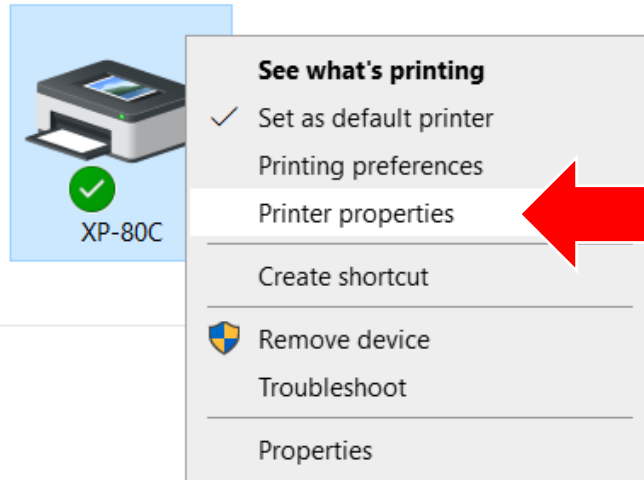 XP-80C
See what's printing
Set as default printer
Printing preferences
Printer properties
Create shortcut
Remove device
Troubleshoot
Properties